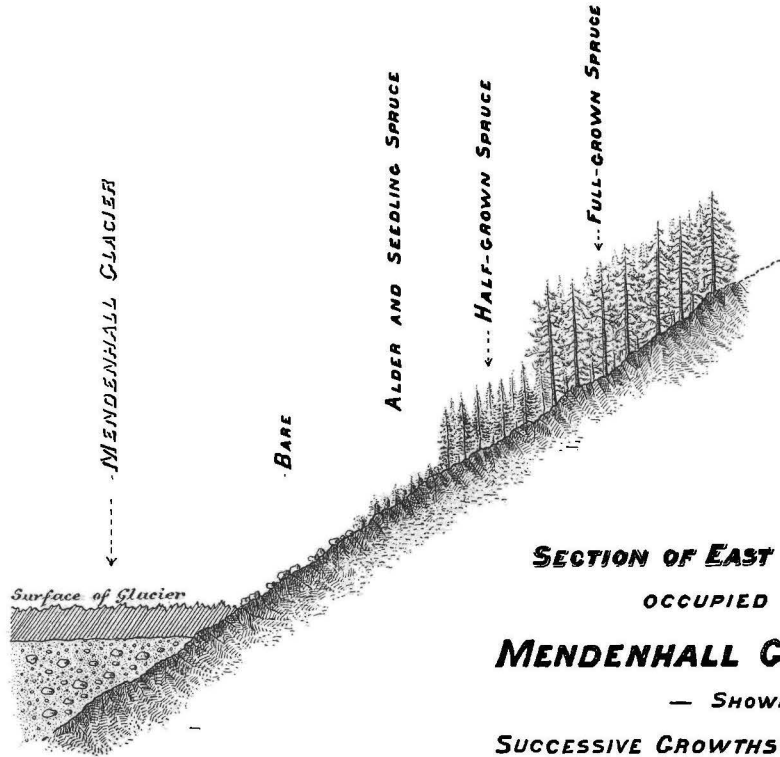 Mendenhall Glacier
Bare
Alder and Seedling Spruce
Half-grown Spruce
Full-grown Spruce
Surface of Glacier
Section of East
occupied
Mendenhall
— Show
Successive Growths